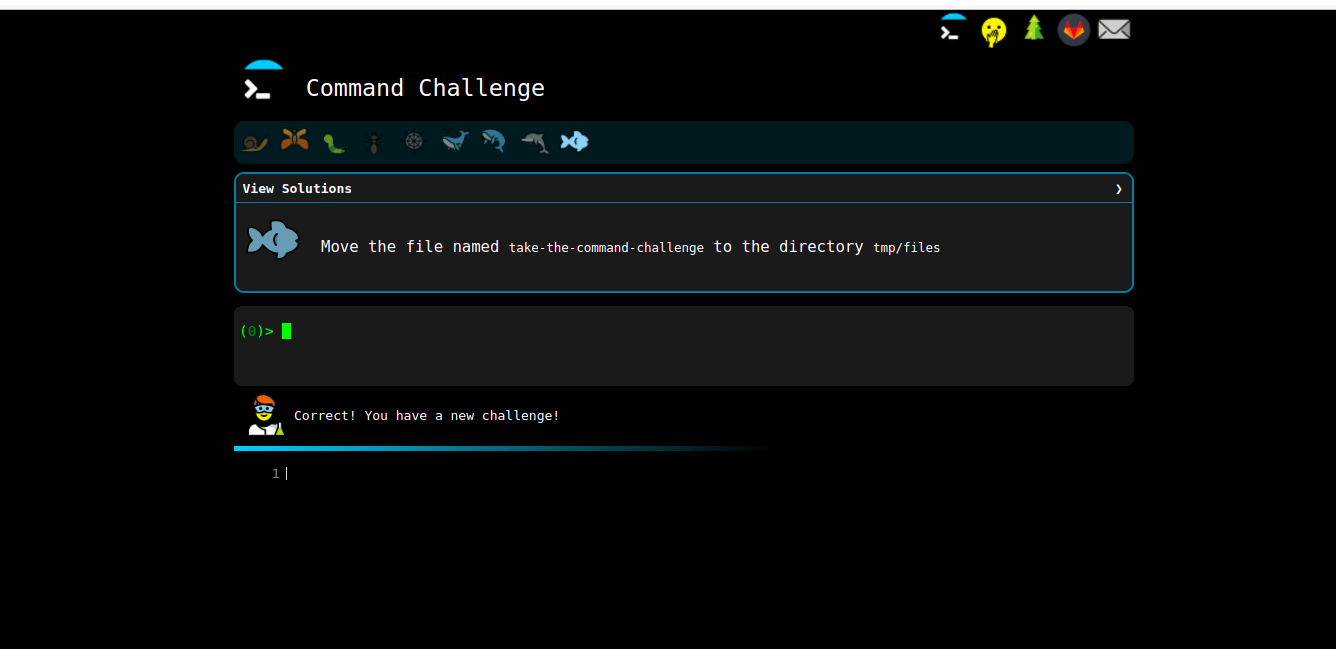 Command Challenge
View Solutions ❯
Move the file named take-the-command-challenge to the directory tmp/files
(0)>
Correct! You have a new challenge!
1